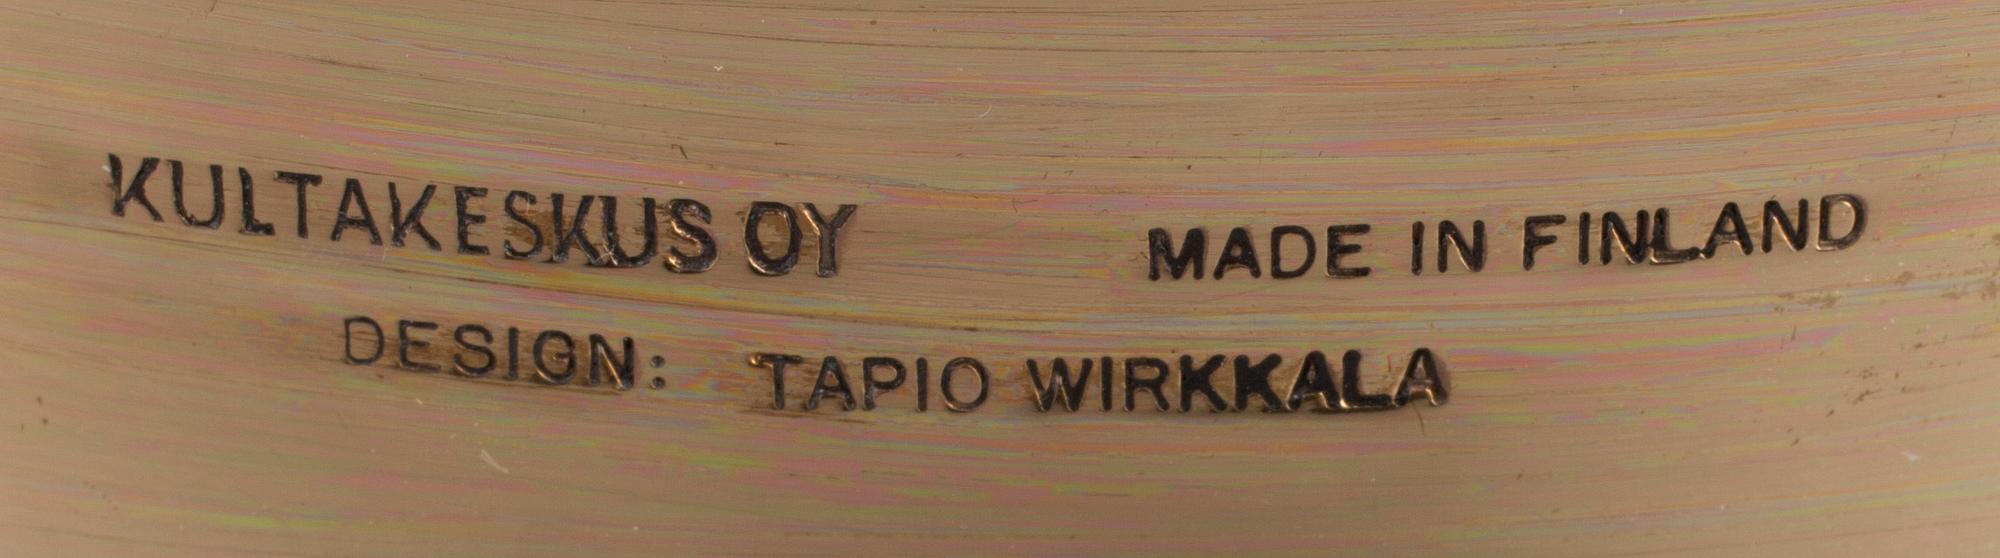 KULTAKESKUS OY MADE IN FINLAND
DESIGN: TAPIO WIRKKALA